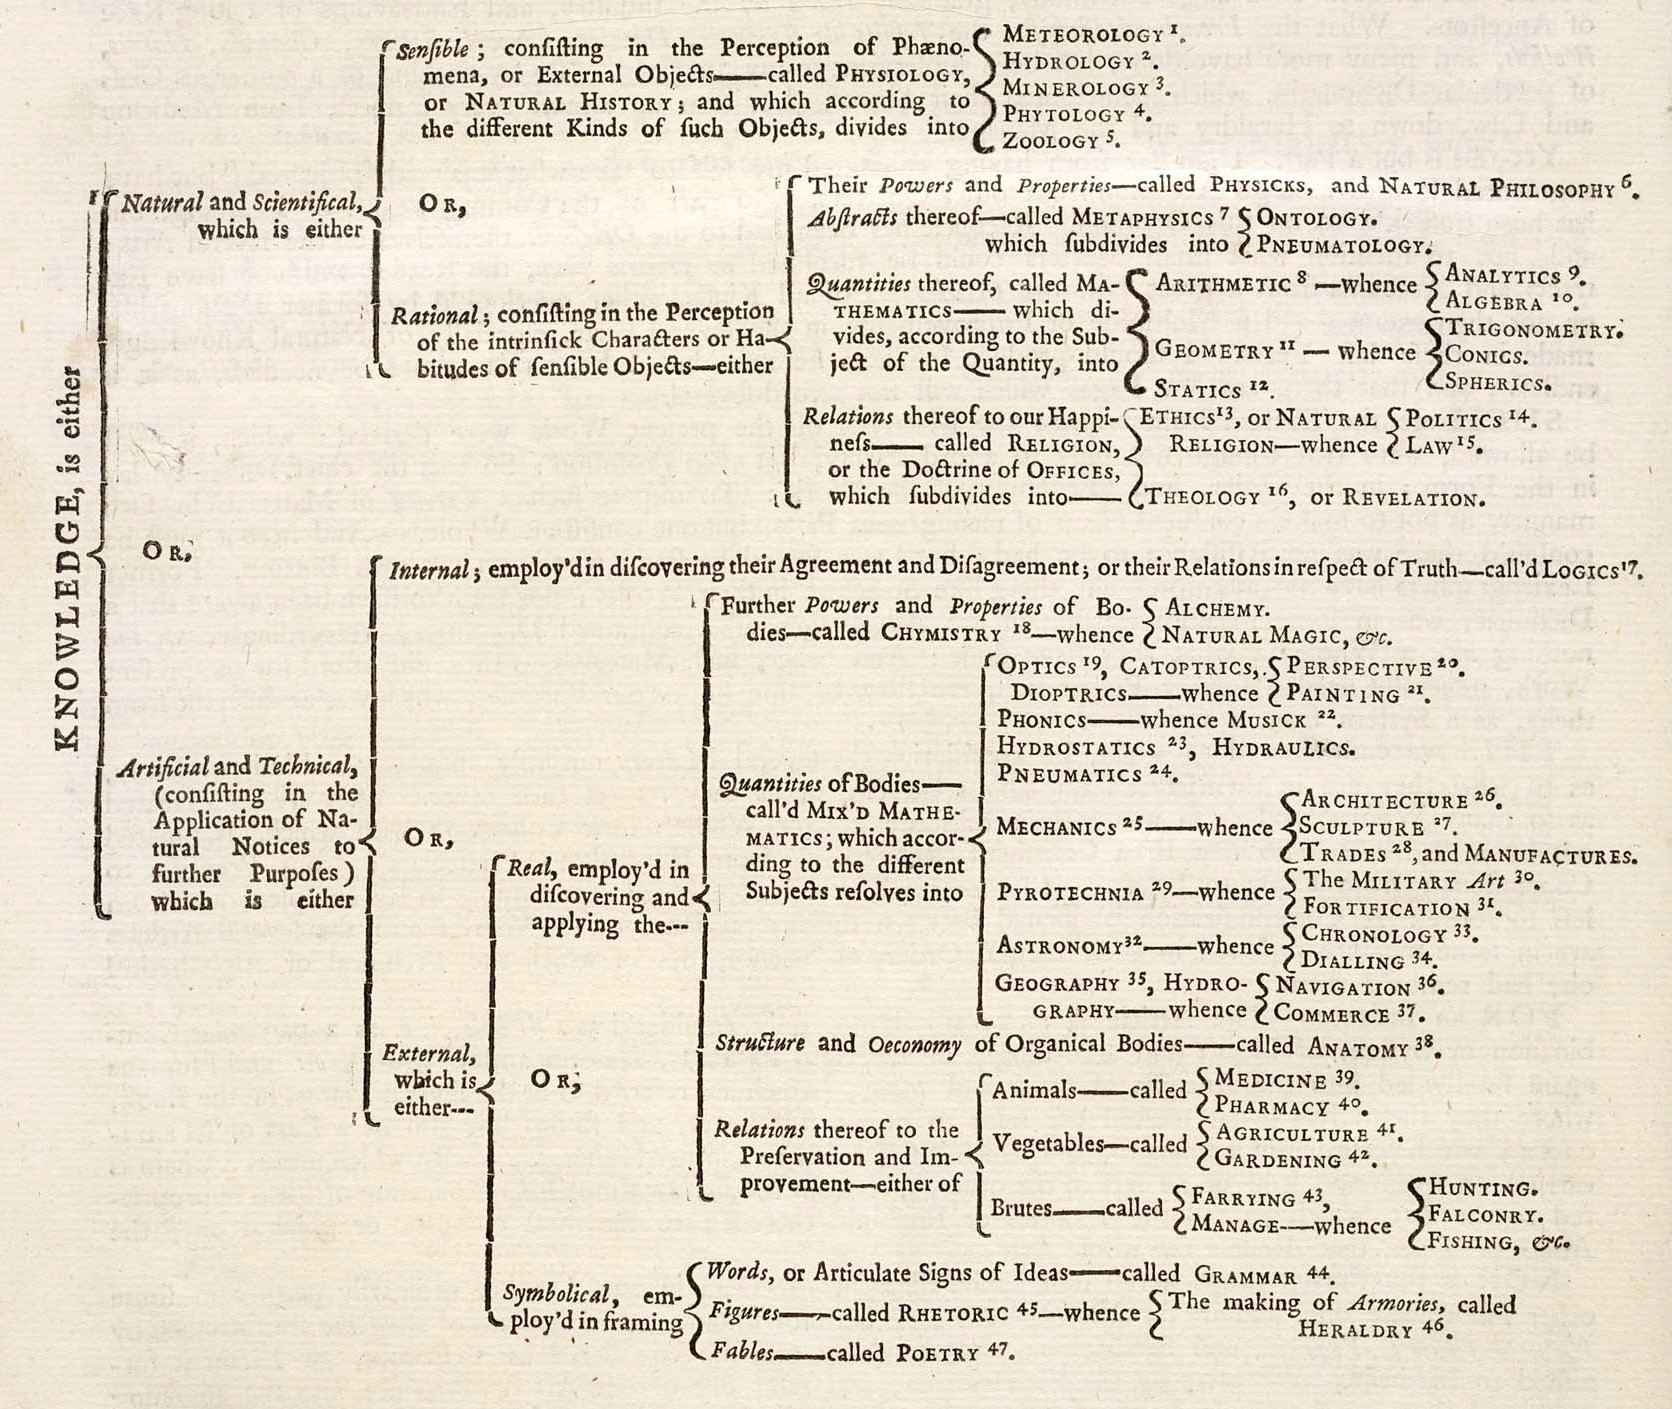 KNOWLEDGE, is either
Natural and Scientifical,
which is either
Senſible ; conſiſting in the Perception of Phæno-
mena, or External Objects——called PHYSIOLOGY,
or NATURAL HISTORY ; and which according to
the different Kinds of ſuch Objects, divides into
METEOROLOGY 1.
HYDROLOGY 2.
MINEROLOGY 3.
PHYTOLOGY 4.
ZOOLOGY 5.
OR,
Rational ; conſiſting in the Perception
of the intrinſick Characters or Ha-
bitudes of ſenſible Objects—either
Their Powers and Properties—called PHYSICKS, and NATURAL PHILOSOPHY 6.
Abſtracts thereof—called METAPHYSICS 7
which ſubdivides into
ONTOLOGY.
PNEUMATOLOGY.
Quantities thereof, called MA-
THEMATICS—— which di-
vides, according to the Sub-
ject of the Quantity, into
ARITHMETIC 8 —whence
ANALYTICS 9.
ALGEBRA 10.
GEOMETRY 11 — whence
TRIGONOMETRY.
CONICS.
SPHERICS.
STATICS 12.
Relations thereof to our Happi-
neſs—— called RELIGION,
or the Doctrine of OFFICES,
which ſubdivides into——
ETHICS 13, or NATURAL
RELIGION—whence
POLITICS 14.
LAW 15.
THEOLOGY 16, or REVELATION.
OR,
Artificial and Technical,
(conſiſting in the
Application of Na-
tural Notices to
further Purpoſes)
which is either
Internal ; employ'd in diſcovering their Agreement and Diſagreement ; or their Relations in reſpect of Truth—call'd LOGICS 17.
OR,
External,
which is
either---
Real, employ'd in
diſcovering and
applying the---
Further Powers and Properties of Bo-
dies—called CHYMISTRY 18—whence
ALCHEMY.
NATURAL MAGIC, &c.
Quantities of Bodies——
call'd MIX'D MATHE-
MATICS ; which accor-
ding to the different
Subjects reſolves into
OPTICS 19, CATOPTRICS,
DIOPTRICS——whence
PERSPECTIVE 20.
PAINTING 21.
PHONICS——whence MUSICK 22.
HYDROSTATICS 23, HYDRAULICS.
PNEUMATICS 24.
MECHANICS 25——whence
ARCHITECTURE 26.
SCULPTURE 27.
TRADES 28, and MANUFACTURES.
PYROTECHNIA 29—whence
The MILITARY Art 30.
FORTIFICATION 31.
ASTRONOMY 32——whence
CHRONOLOGY 33.
DIALLING 34.
GEOGRAPHY 35, HYDRO-
GRAPHY——whence
NAVIGATION 36.
COMMERCE 37.
Structure and Oeconomy of Organical Bodies——called ANATOMY 38.
Relations thereof to the
Preſervation and Im-
provement—either of
Animals——called
MEDICINE 39.
PHARMACY 40.
Vegetables—called
AGRICULTURE 41.
GARDENING 42.
Brutes——called
FARRYING 43,
MANAGE-—whence
HUNTING.
FALCONRY.
FISHING, &c.
OR;
Symbolical, em-
ploy'd in framing
Words, or Articulate Signs of Ideas——called GRAMMAR 44.
Figures——called RHETORIC 45—whence
The making of Armories, called
HERALDRY 46.
Fables——called POETRY 47.